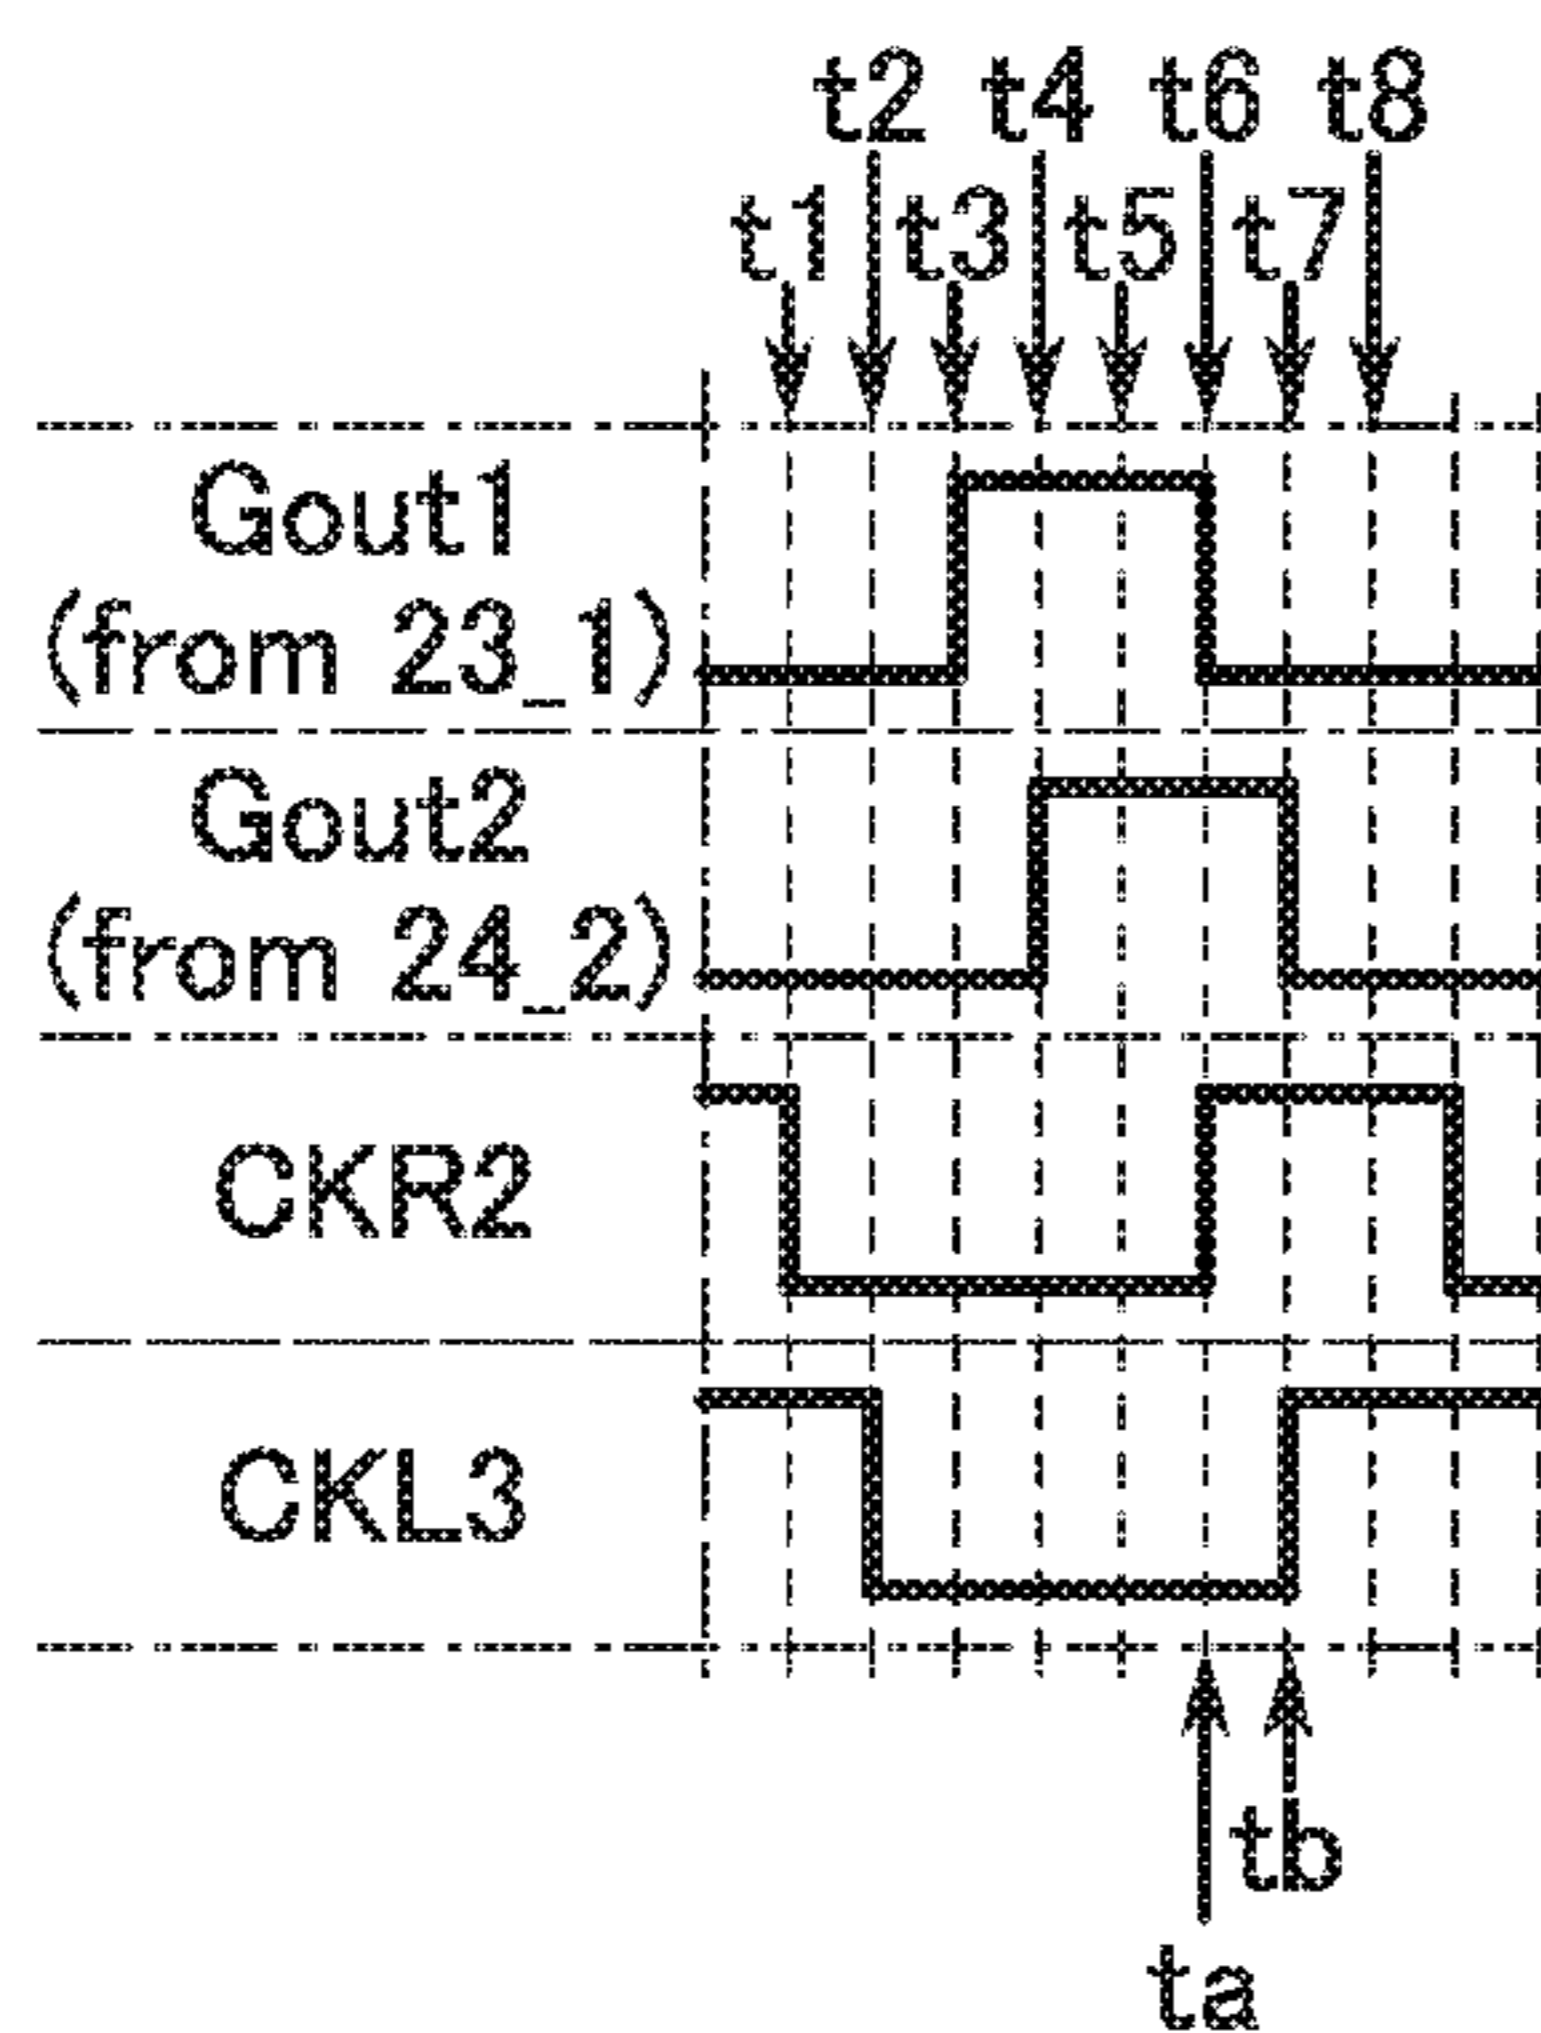 t2 t4 t6 t8
t1 t3 t5 t7
Gout1
(from 23_1)
Gout2
(from 24_2)
CKR2
CKL3
tb
ta